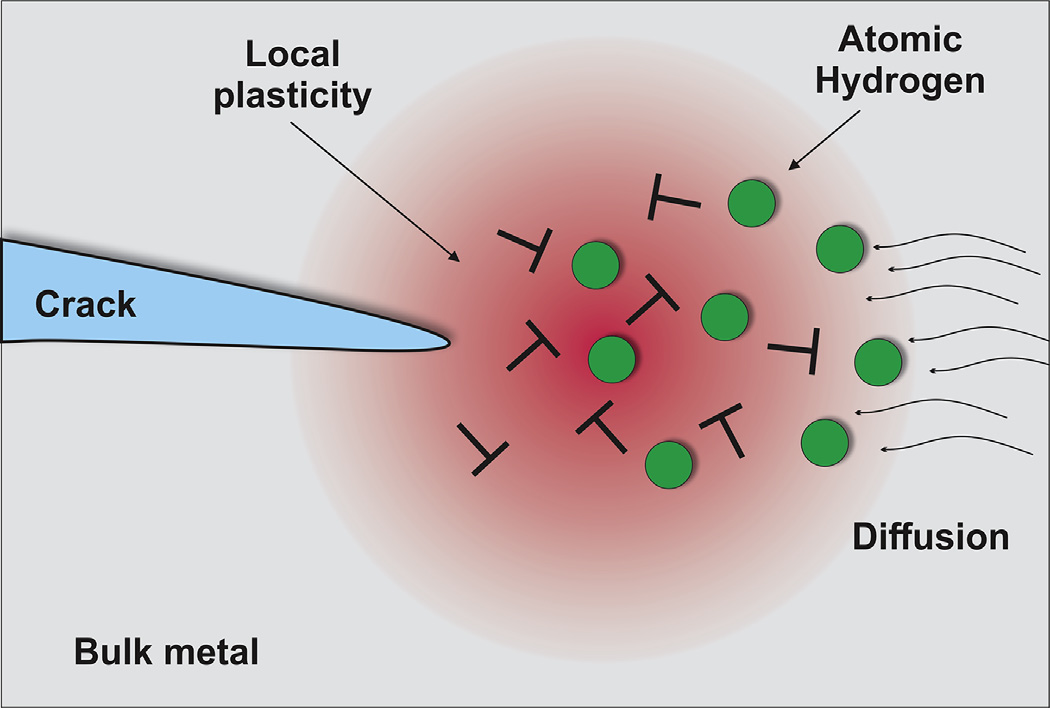 Local
plasticity
Atomic
Hydrogen
Crack
Diffusion
Bulk metal